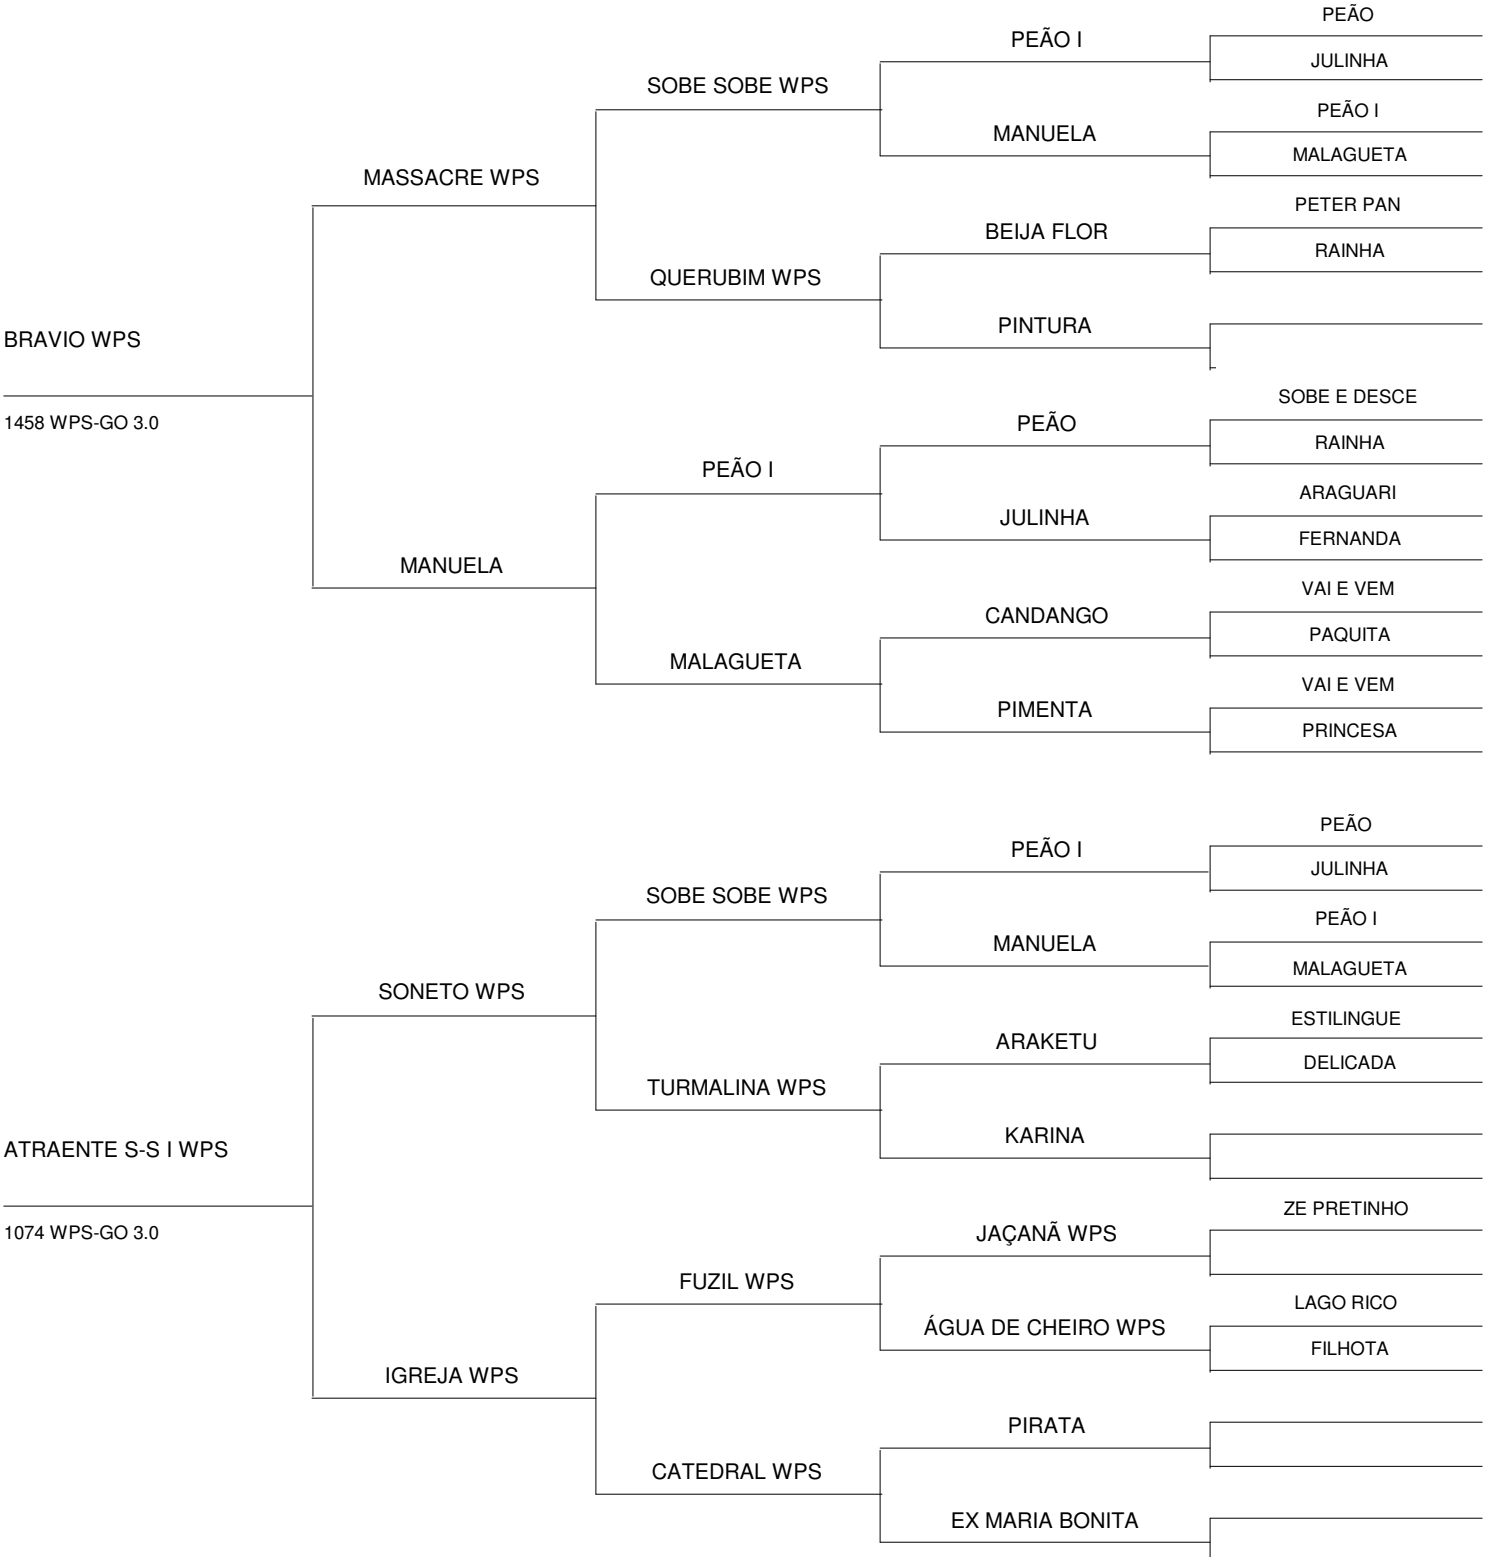 PEÃO
PEÃO I
JULINHA
SOBE SOBE WPS
PEÃO I
MANUELA
MALAGUETA
MASSACRE WPS
PETER PAN
BEIJA FLOR
RAINHA
QUERUBIM WPS
PINTURA
BRAVIO WPS
SOBE E DESCE
1458 WPS-GO 3.0
PEÃO
RAINHA
PEÃO I
ARAGUARI
JULINHA
FERNANDA
MANUELA
VAI E VEM
CANDANGO
PAQUITA
MALAGUETA
VAI E VEM
PIMENTA
PRINCESA
PEÃO
PEÃO I
JULINHA
SOBE SOBE WPS
PEÃO I
MANUELA
MALAGUETA
SONETO WPS
ESTILINGUE
ARAKETU
DELICADA
TURMALINA WPS
KARINA
ATRAENTE S-S I WPS
ZE PRETINHO
1074 WPS-GO 3.0
JAÇANÃ WPS
FUZIL WPS
LAGO RICO
ÁGUA DE CHEIRO WPS
FILHOTA
IGREJA WPS
PIRATA
CATEDRAL WPS
EX MARIA BONITA